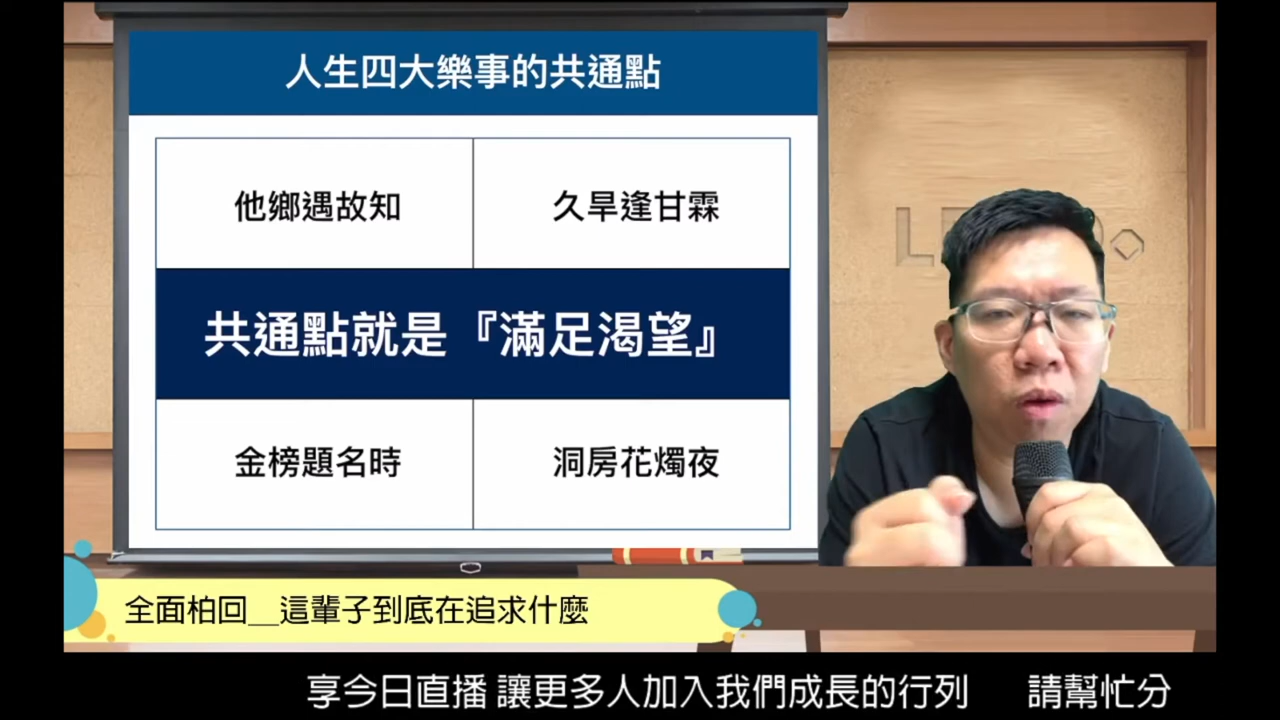 人生四大樂事的共通點
他鄉遇故知
久旱逢甘霖
共通點就是『滿足渴望』
金榜題名時
洞房花燭夜
全面柏回__這輩子到底在追求什麼
享今日直播 讓更多人加入我們成長的行列 請幫忙分